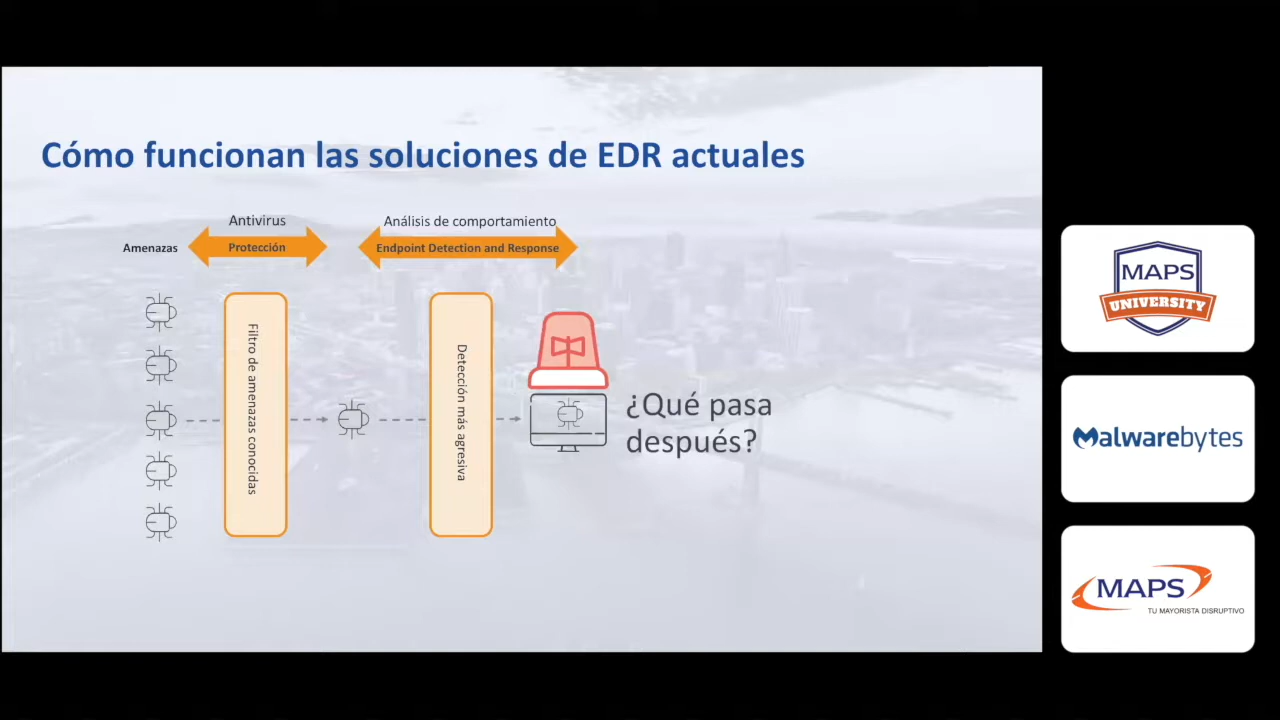 Cómo funcionan las soluciones de EDR actuales
Antivirus
Análisis de comportamiento
Amenazas
Protección
Endpoint Detection and Response
Filtro de amenazas conocidas
Detección más agresiva
¿Qué pasa
después?
MAPS
UNIVERSITY
Malwarebytes
MAPS
TU MAYORISTA DISRUPTIVO